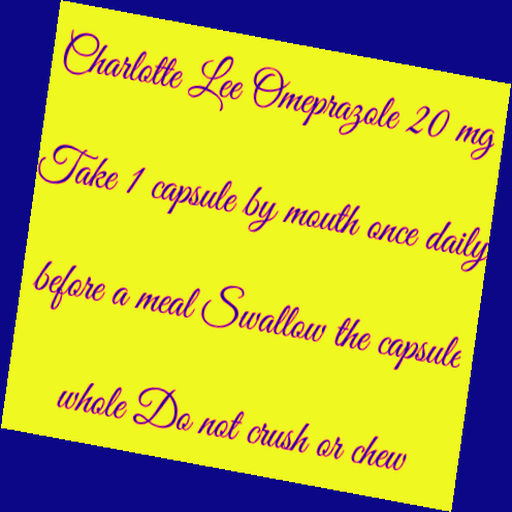 Charlotte Lee Omeprazole 20 mg
Take 1 capsule by mouth once daily
before a meal Swallow the capsule
whole Do not crush or chew